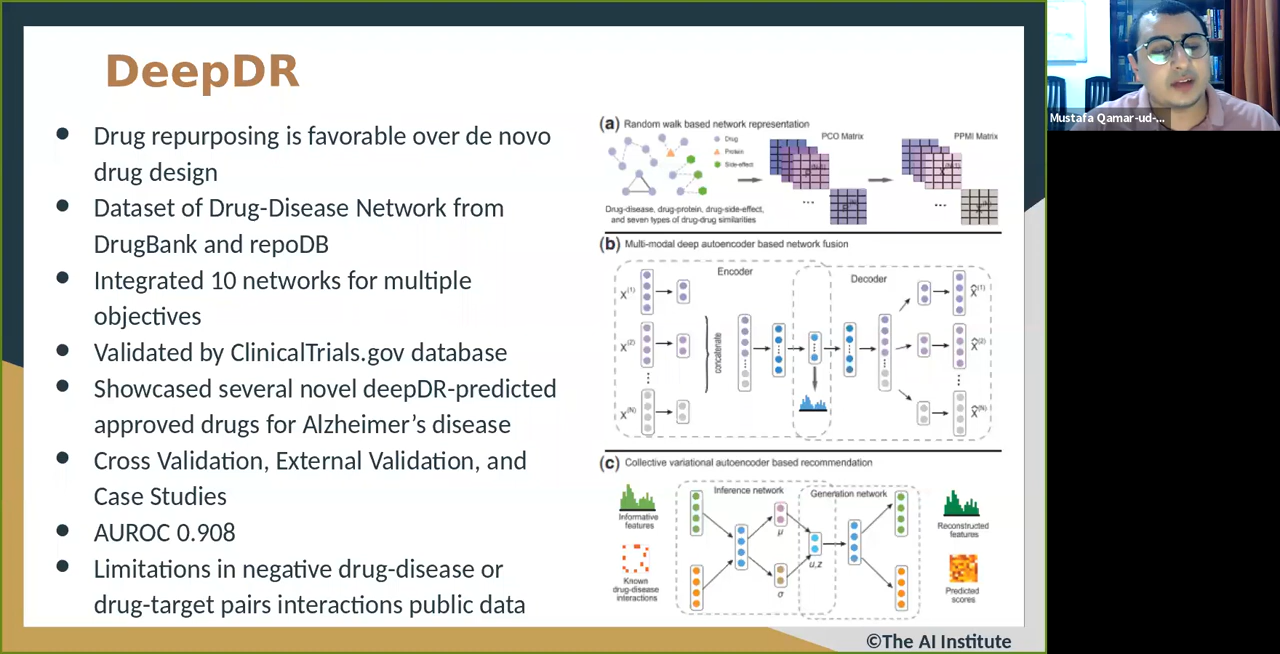 DeepDR
● Drug repurposing is favorable over de novo
drug design
● Dataset of Drug-Disease Network from
DrugBank and repoDB
● Integrated 10 networks for multiple
objectives
● Validated by ClinicalTrials.gov database
● Showcased several novel deepDR-predicted
approved drugs for Alzheimer’s disease
● Cross Validation, External Validation, and
Case Studies
● AUROC 0.908
● Limitations in negative drug-disease or
drug-target pairs interactions public data
(a) Random walk based network representation
Drug
Protein
Side-effect
PCO Matrix
PPMI Matrix
...
...
Drug-disease, drug-protein, drug-side-effect,
and seven types of drug-drug similarities
(b) Multi-modal deep autoencoder based network fusion
Encoder
Decoder
X(1)
X(2)
X(N)
concatenate
X̂(1)
X̂(2)
X̂(N)
(c) Collective variational autoencoder based recommendation
Inference network
Generation network
Informative
features
Known
drug-disease
interactions
μ
σ
u,z
Reconstructed
features
Predicted
scores
©The AI Institute
Mustafa Qamar-ud-...